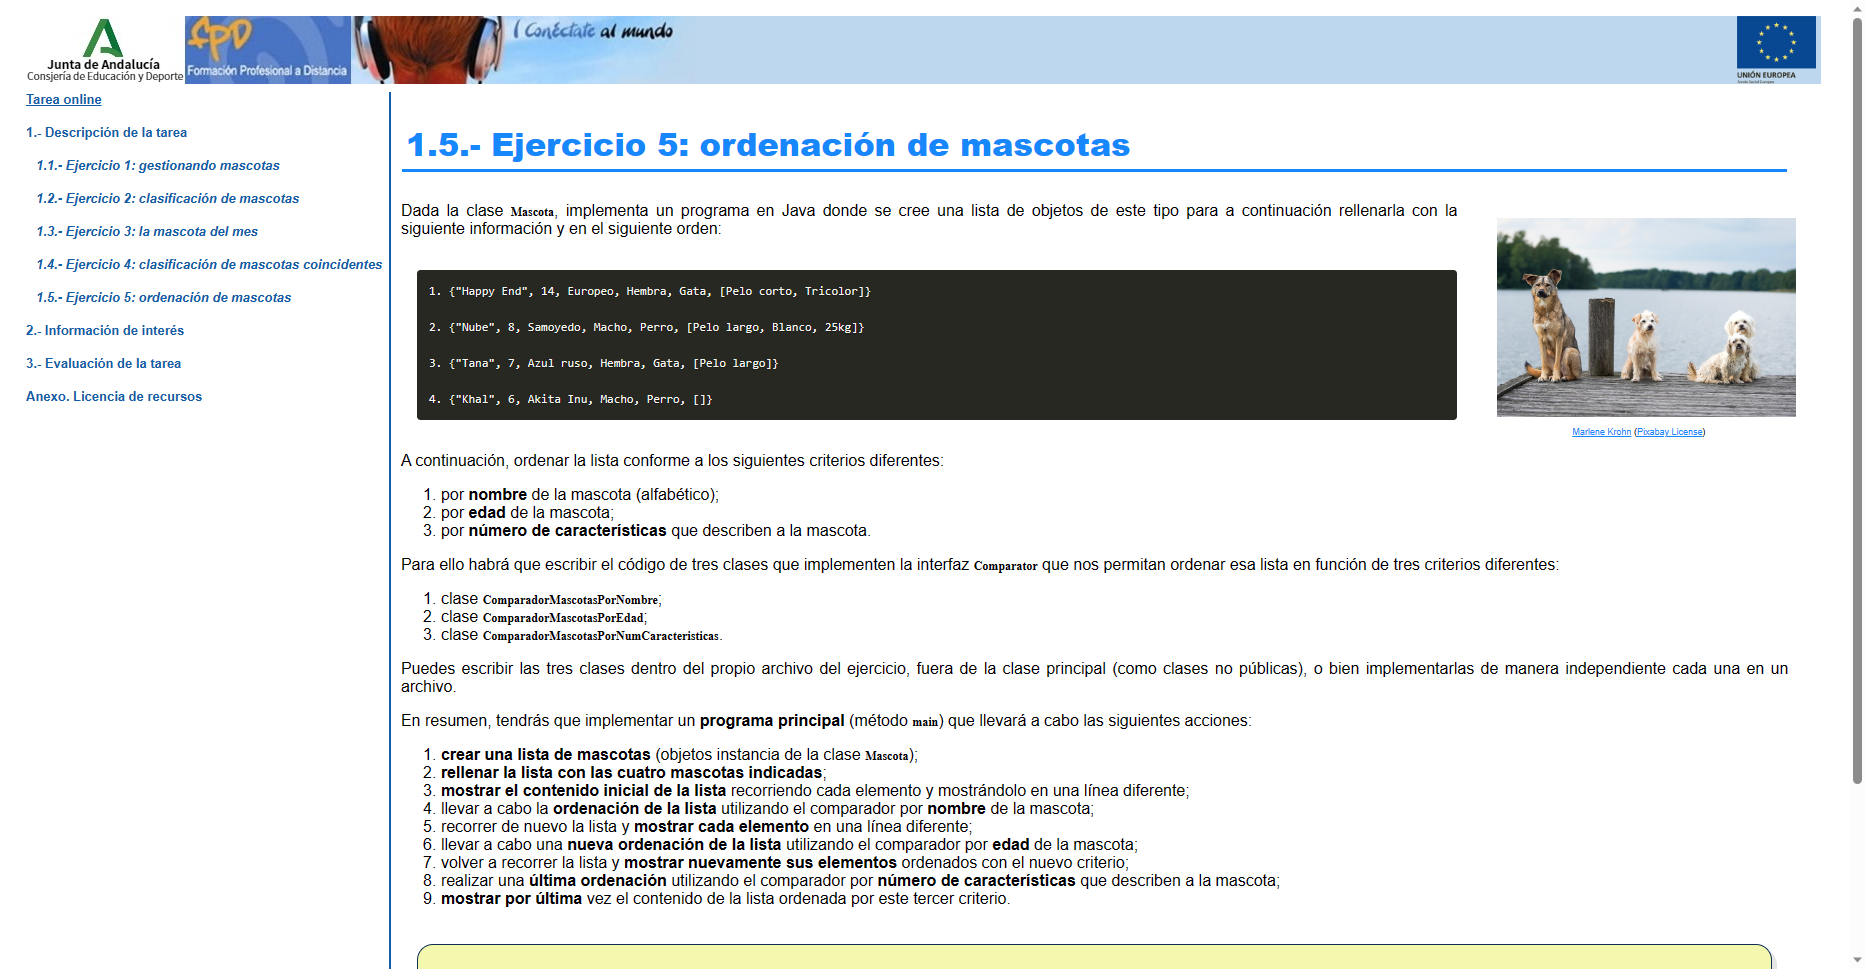 Junta de Andalucía
Consejería de Educación y Deporte
FPD
Formación Profesional a Distancia
Conéctate al mundo
UNIÓN EUROPEA
Fondo Social Europeo
Tarea online
1.- Descripción de la tarea
1.1.- Ejercicio 1: gestionando mascotas
1.2.- Ejercicio 2: clasificación de mascotas
1.3.- Ejercicio 3: la mascota del mes
1.4.- Ejercicio 4: clasificación de mascotas coincidentes
1.5.- Ejercicio 5: ordenación de mascotas
2.- Información de interés
3.- Evaluación de la tarea
Anexo. Licencia de recursos
1.5.- Ejercicio 5: ordenación de mascotas
Dada la clase Mascota, implementa un programa en Java donde se cree una lista de objetos de este tipo para a continuación rellenarla con la
siguiente información y en el siguiente orden:
1. {"Happy End", 14, Europeo, Hembra, Gata, [Pelo corto, Tricolor]}
2. {"Nube", 8, Samoyedo, Macho, Perro, [Pelo largo, Blanco, 25kg]}
3. {"Tana", 7, Azul ruso, Hembra, Gata, [Pelo largo]}
4. {"Khal", 6, Akita Inu, Macho, Perro, []}
Marlene Krohn (Pixabay License)
A continuación, ordenar la lista conforme a los siguientes criterios diferentes:
1. por nombre de la mascota (alfabético);
2. por edad de la mascota;
3. por número de características que describen a la mascota.
Para ello habrá que escribir el código de tres clases que implementen la interfaz Comparator que nos permitan ordenar esa lista en función de tres criterios diferentes:
1. clase ComparadorMascotasPorNombre;
2. clase ComparadorMascotasPorEdad;
3. clase ComparadorMascotasPorNumCaracteristicas.
Puedes escribir las tres clases dentro del propio archivo del ejercicio, fuera de la clase principal (como clases no públicas), o bien implementarlas de manera independiente cada una en un
archivo.
En resumen, tendrás que implementar un programa principal (método main) que llevará a cabo las siguientes acciones:
1. crear una lista de mascotas (objetos instancia de la clase Mascota);
2. rellenar la lista con las cuatro mascotas indicadas;
3. mostrar el contenido inicial de la lista recorriendo cada elemento y mostrándolo en una línea diferente;
4. llevar a cabo la ordenación de la lista utilizando el comparador por nombre de la mascota;
5. recorrer de nuevo la lista y mostrar cada elemento en una línea diferente;
6. llevar a cabo una nueva ordenación de la lista utilizando el comparador por edad de la mascota;
7. volver a recorrer la lista y mostrar nuevamente sus elementos ordenados con el nuevo criterio;
8. realizar una última ordenación utilizando el comparador por número de características que describen a la mascota;
9. mostrar por última vez el contenido de la lista ordenada por este tercer criterio.